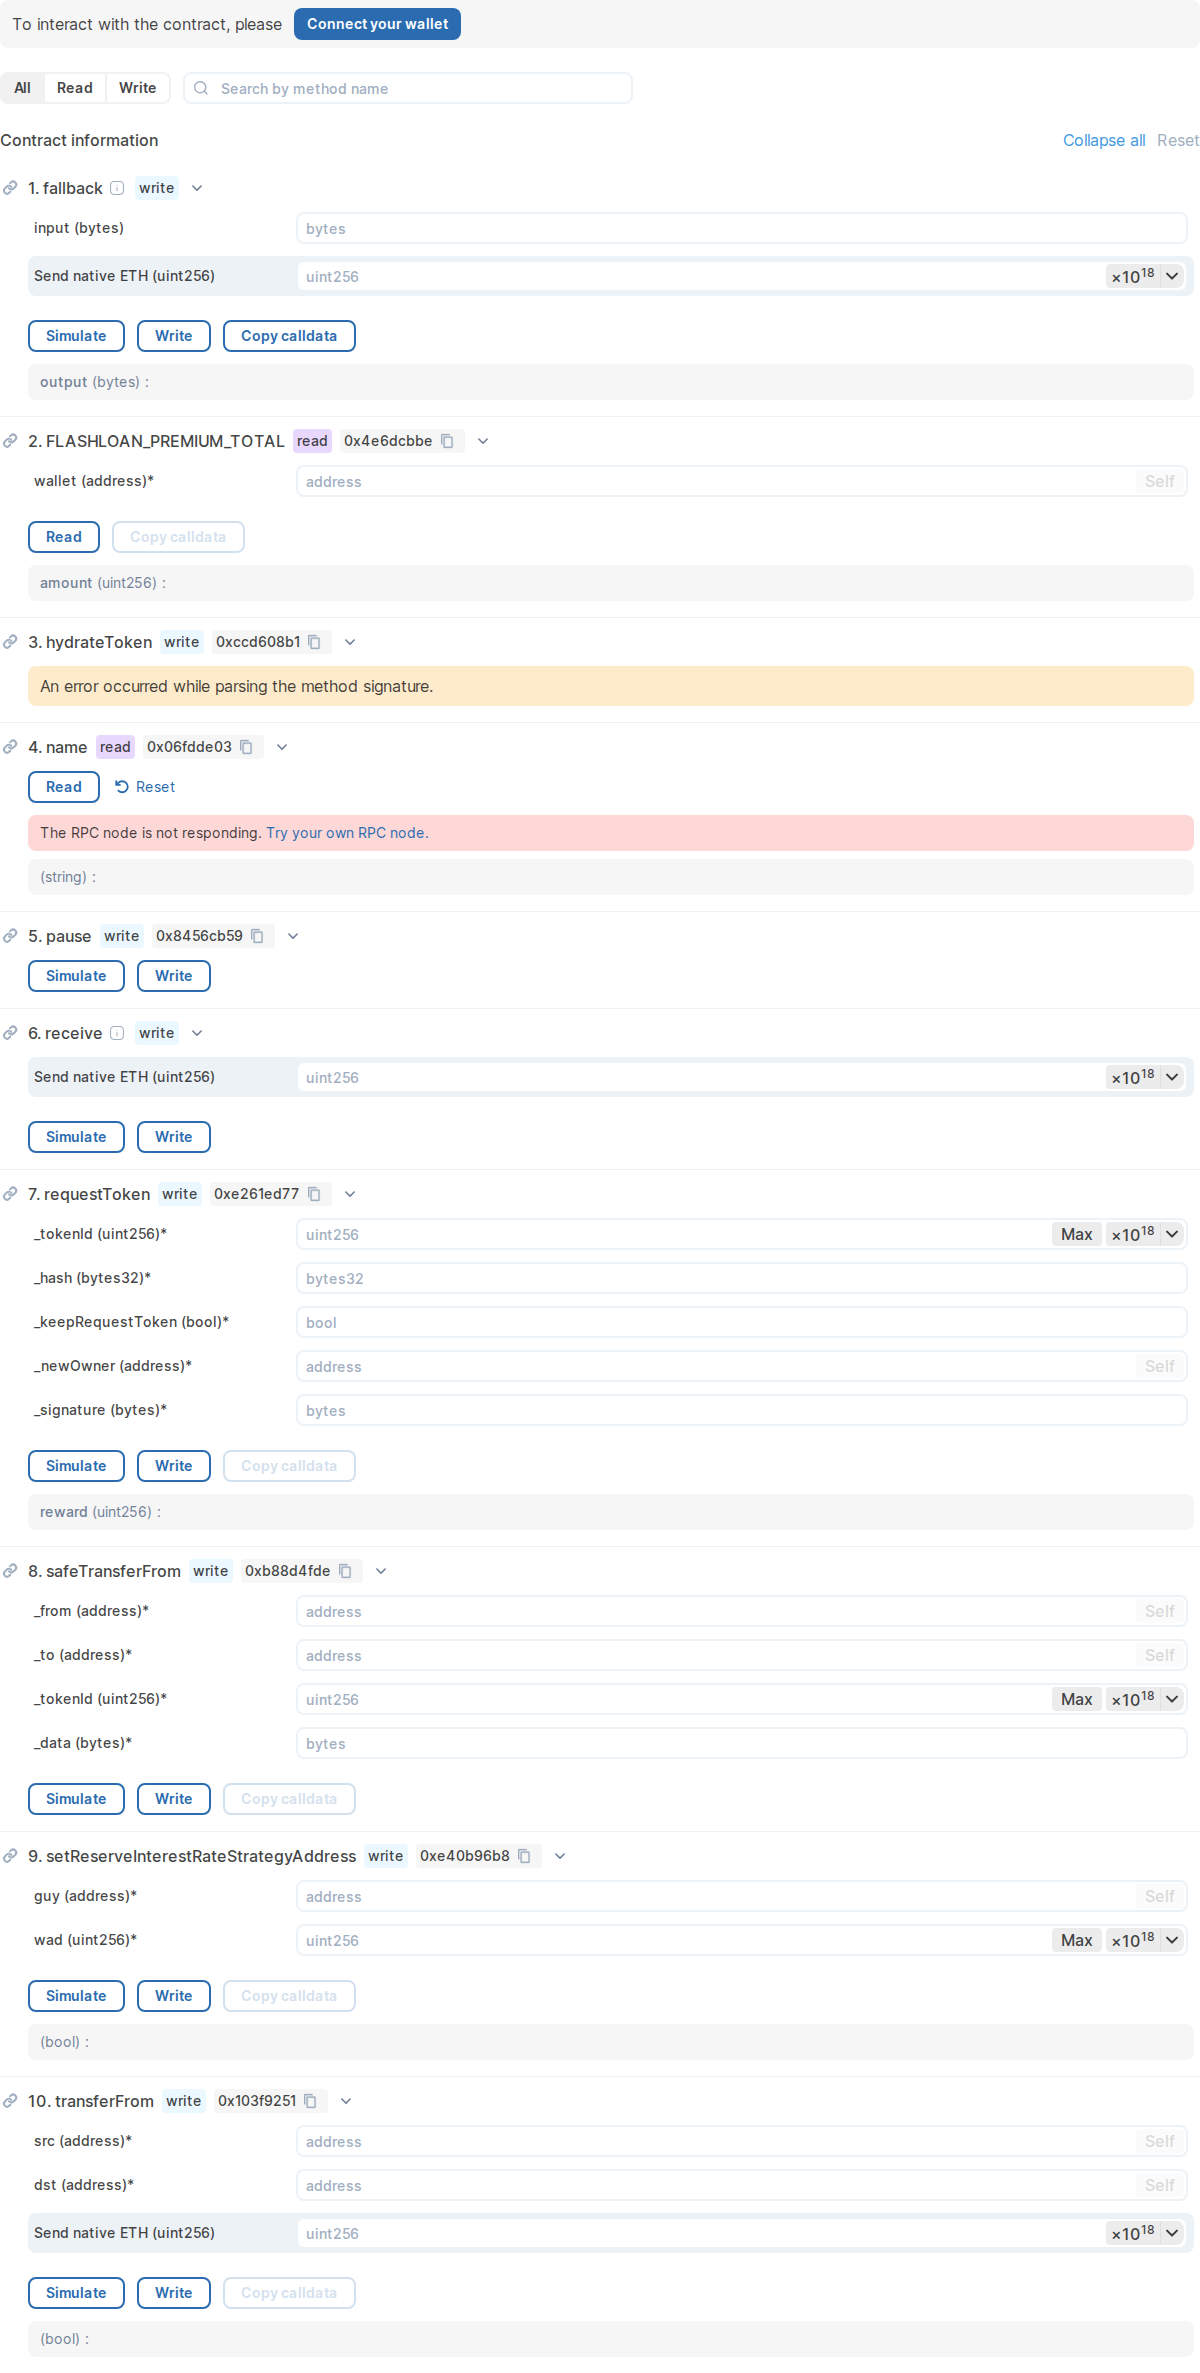 To interact with the contract, please Connect your wallet
All Read Write Search by method name
Contract information Collapse all Reset
1. fallback i write
input (bytes) bytes
Send native ETH (uint256) uint256 ×10¹⁸
Simulate Write Copy calldata
output (bytes) :
2. FLASHLOAN_PREMIUM_TOTAL read 0x4e6dcbbe
wallet (address)* address Self
Read Copy calldata
amount (uint256) :
3. hydrateToken write 0xccd608b1
An error occurred while parsing the method signature.
4. name read 0x06fdde03
Read Reset
The RPC node is not responding. Try your own RPC node.
(string) :
5. pause write 0x8456cb59
Simulate Write
6. receive i write
Send native ETH (uint256) uint256 ×10¹⁸
Simulate Write
7. requestToken write 0xe261ed77
_tokenId (uint256)* uint256 Max ×10¹⁸
_hash (bytes32)* bytes32
_keepRequestToken (bool)* bool
_newOwner (address)* address Self
_signature (bytes)* bytes
Simulate Write Copy calldata
reward (uint256) :
8. safeTransferFrom write 0xb88d4fde
_from (address)* address Self
_to (address)* address Self
_tokenId (uint256)* uint256 Max ×10¹⁸
_data (bytes)* bytes
Simulate Write Copy calldata
9. setReserveInterestRateStrategyAddress write 0xe40b96b8
guy (address)* address Self
wad (uint256)* uint256 Max ×10¹⁸
Simulate Write Copy calldata
(bool) :
10. transferFrom write 0x103f9251
src (address)* address Self
dst (address)* address Self
Send native ETH (uint256) uint256 ×10¹⁸
Simulate Write Copy calldata
(bool) :